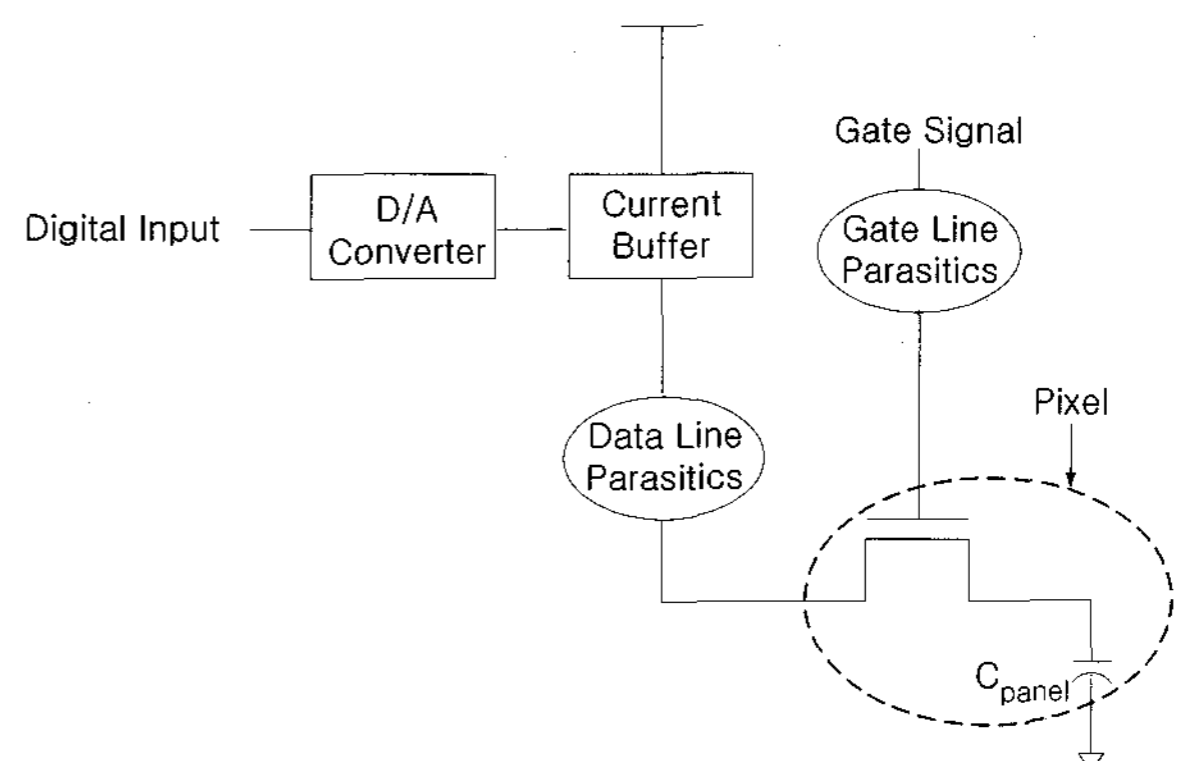 Gate Signal
Digital Input
D/A
Converter
Current
Buffer
Gate Line
Parasitics
Data Line
Parasitics
Pixel
Cpanel